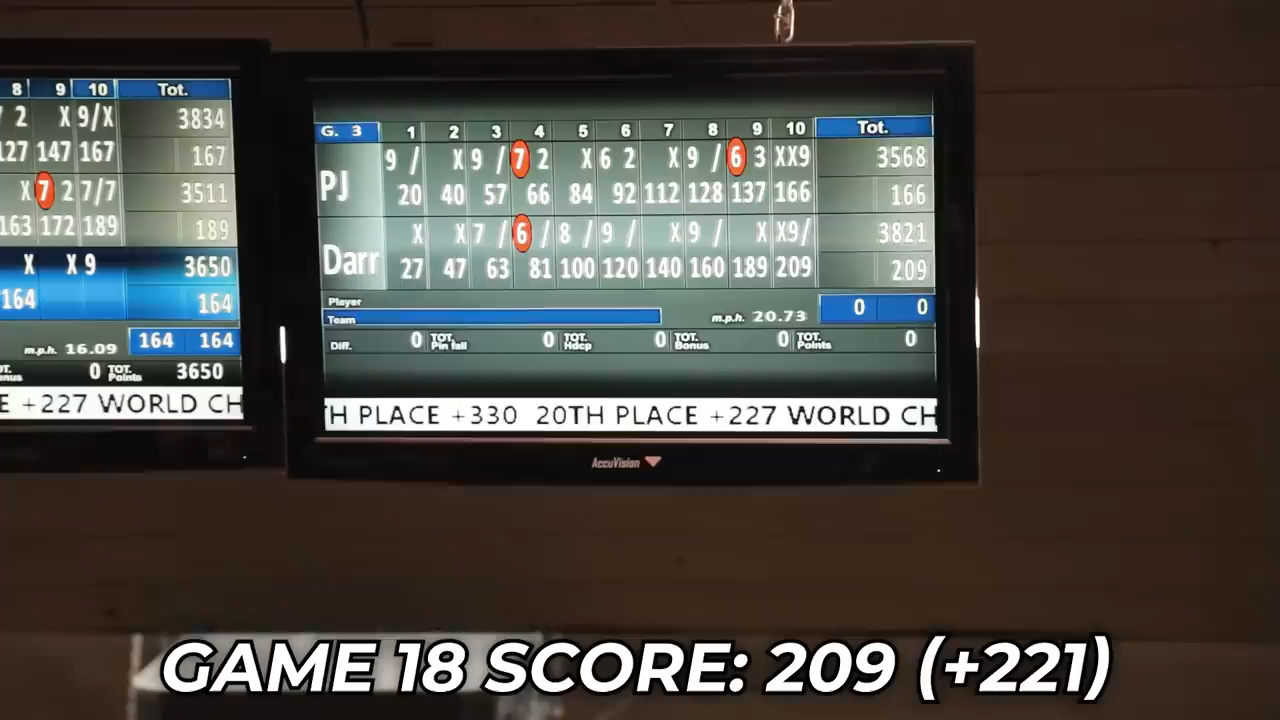 8 9 10 Tot.
/ 2 X 9/X 3834
127 147 167 167
X 7 2 7/7 3511
163 172 189 189
X X 9 3650
164 164
m.p.h. 16.09 164 164
0 TOT. Points 3650
E +227 WORLD CH
G. 3 1 2 3 4 5 6 7 8 9 10 Tot.
PJ 9 / X 9 / 7 2 X 6 2 X 9 / 6 3 XX9 3568
20 40 57 66 84 92 112 128 137 166 166
Darr X X 7 / 6 / 8 / 9 / X 9 / X X9/ 3821
27 47 63 81 100 120 140 160 189 209 209
Player
Team m.p.h. 20.73 0 0
Diff. 0 TOT. Pin fall 0 TOT. Hdcp 0 TOT. Bonus 0 TOT. Points 0
TH PLACE +330 20TH PLACE +227 WORLD CH
AccuVision
GAME 18 SCORE: 209 (+221)